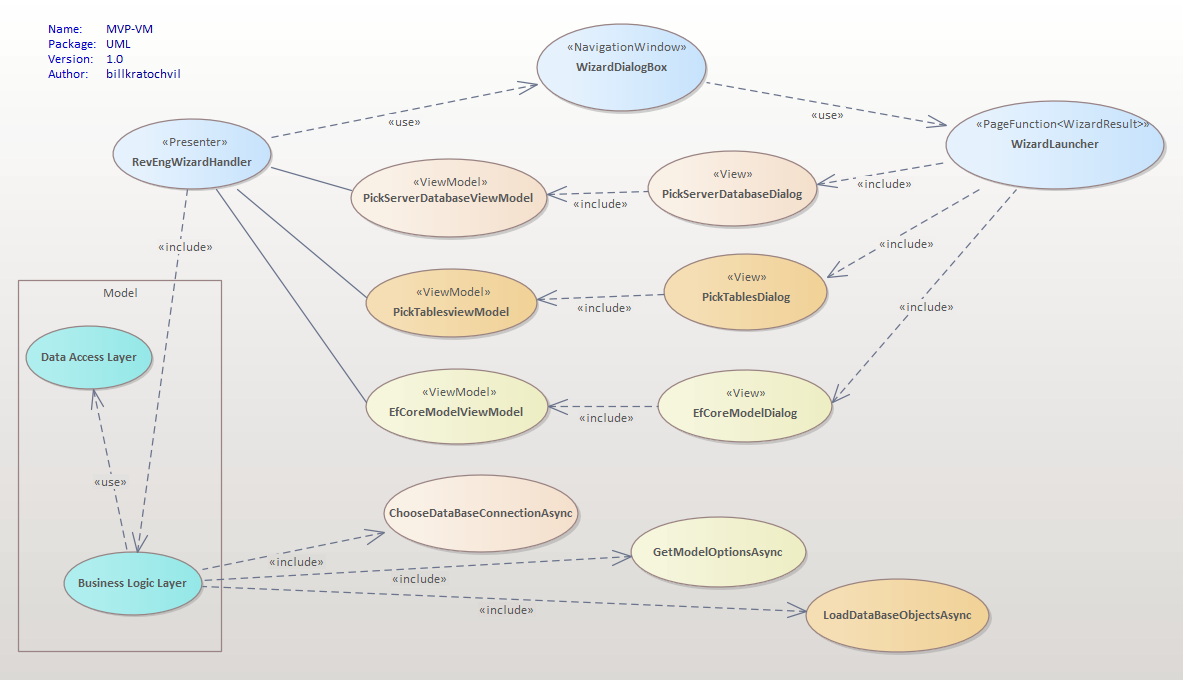 Name: MVP-VM
Package: UML
Version: 1.0
Author: billkratochvil
«NavigationWindow»
WizardDialogBox
«use»
«use»
«PageFunction<WizardResult>»
WizardLauncher
«Presenter»
RevEngWizardHandler
«ViewModel»
PickServerDatabaseViewModel
«include»
«View»
PickServerDatabaseDialog
«include»
«include»
«include»
«ViewModel»
PickTablesviewModel
«include»
«View»
PickTablesDialog
«include»
Model
Data Access Layer
«ViewModel»
EfCoreModelViewModel
«include»
«View»
EfCoreModelDialog
«use»
ChooseDataBaseConnectionAsync
«include»
GetModelOptionsAsync
«include»
Business Logic Layer
«include»
LoadDataBaseObjectsAsync